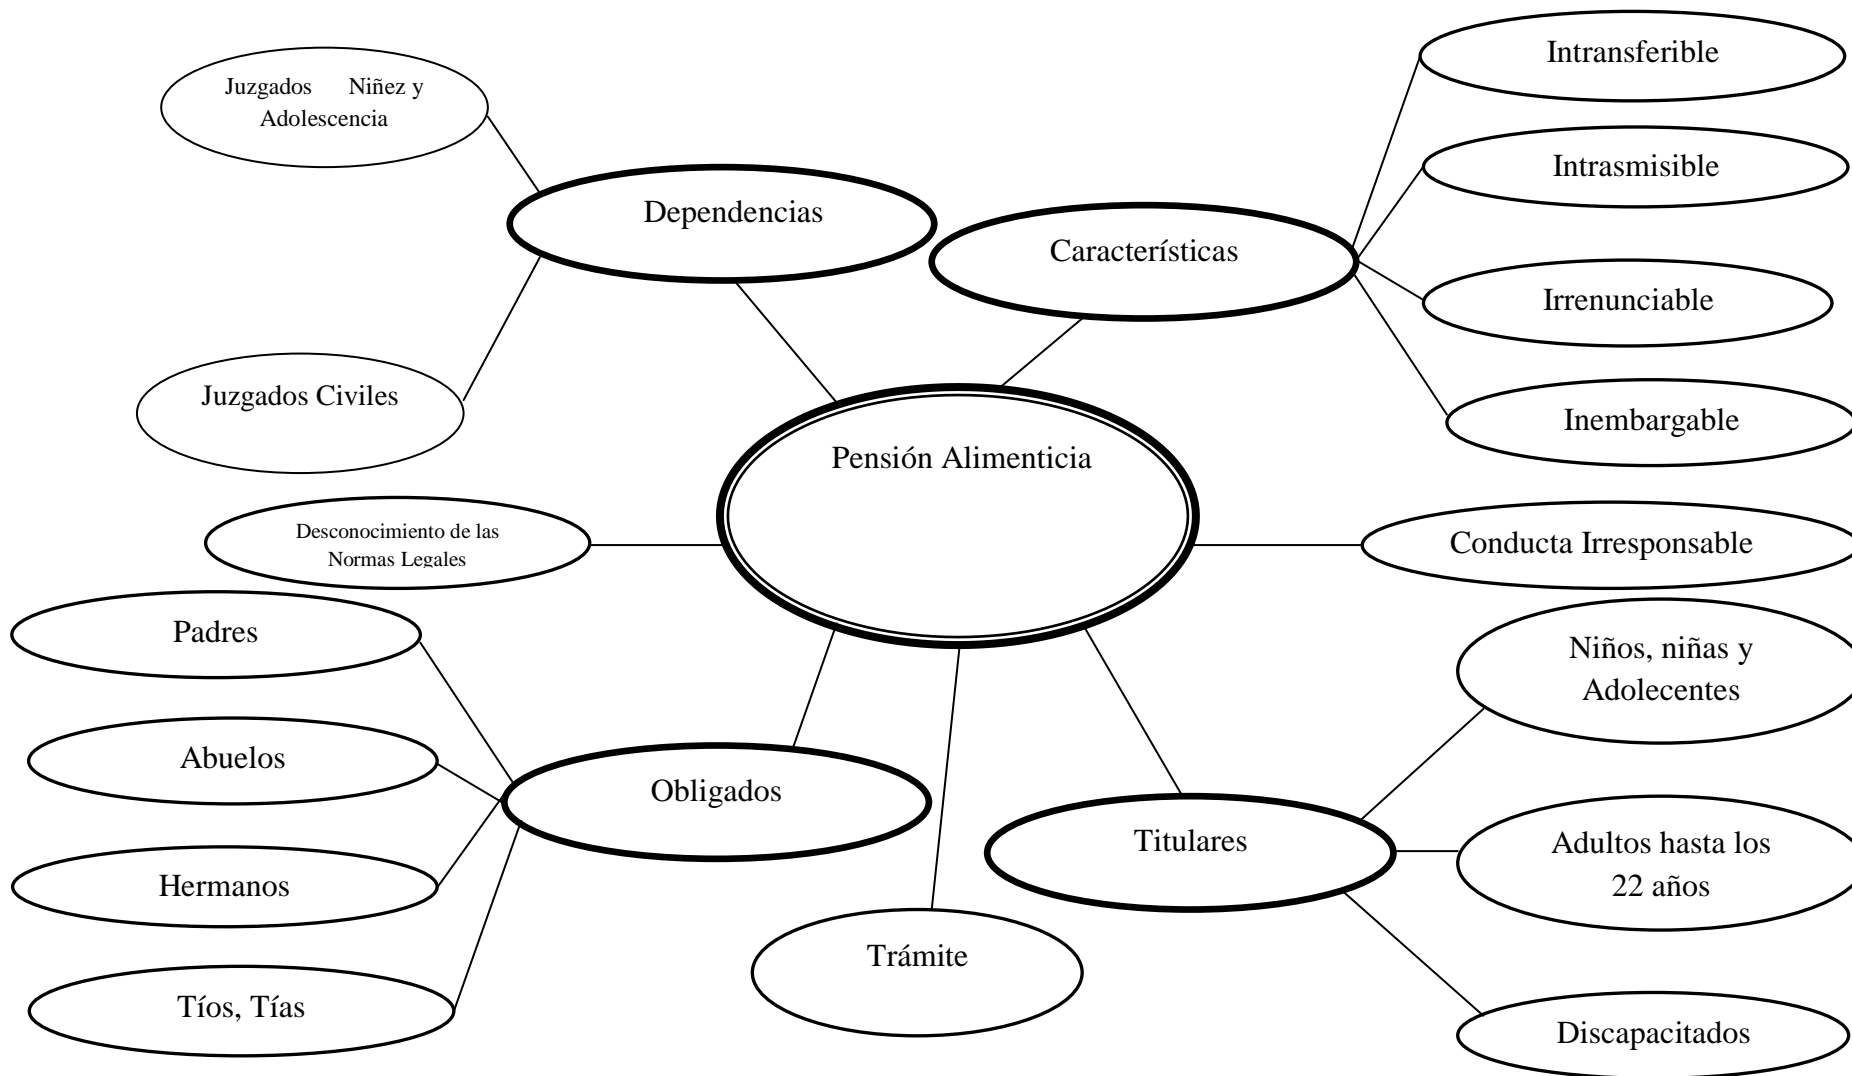 Juzgados Niñez y
Adolescencia
Intransferible
Intrasmisible
Dependencias
Características
Irrenunciable
Juzgados Civiles
Inembargable
Pensión Alimenticia
Desconocimiento de las
Normas Legales
Conducta Irresponsable
Padres
Niños, niñas y
Adolecentes
Abuelos
Obligados
Titulares
Adultos hasta los
22 años
Hermanos
Trámite
Tíos, Tías
Discapacitados